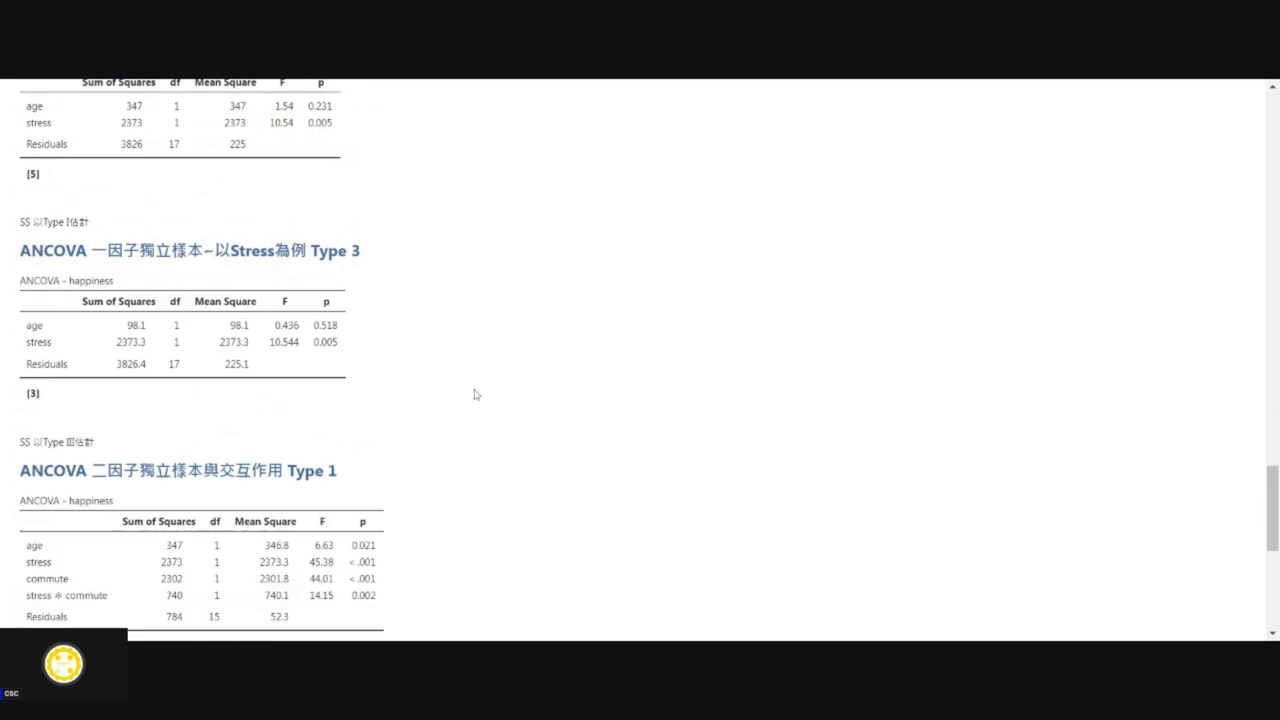 Sum of Squares df Mean Square F p
age 347 1 347 1.54 0.231
stress 2373 1 2373 10.54 0.005
Residuals 3826 17 225
[5]
SS 以Type I估計
ANCOVA 一因子獨立樣本~以Stress為例 Type 3
ANCOVA - happiness
Sum of Squares df Mean Square F p
age 98.1 1 98.1 0.436 0.518
stress 2373.3 1 2373.3 10.544 0.005
Residuals 3826.4 17 225.1
[3]
SS 以Type Ⅲ估計
ANCOVA 二因子獨立樣本與交互作用 Type 1
ANCOVA - happiness
Sum of Squares df Mean Square F p
age 347 1 346.8 6.63 0.021
stress 2373 1 2373.3 45.38 < .001
commute 2302 1 2301.8 44.01 < .001
stress ✻ commute 740 1 740.1 14.15 0.002
Residuals 784 15 52.3
csc